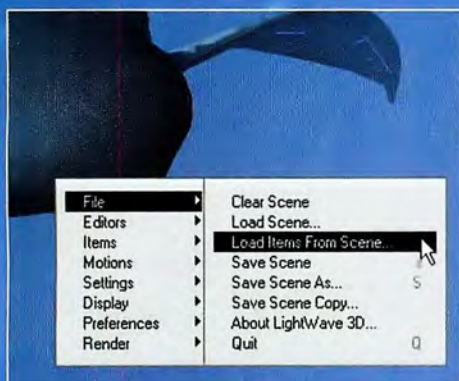 File
Editors
Items
Motions
Settings
Display
Preferences
Render
Clear Scene
Load Scene...
Load Items From Scene...
Save Scene
Save Scene As... S
Save Scene Copy...
About LightWave 3D...
Quit Q